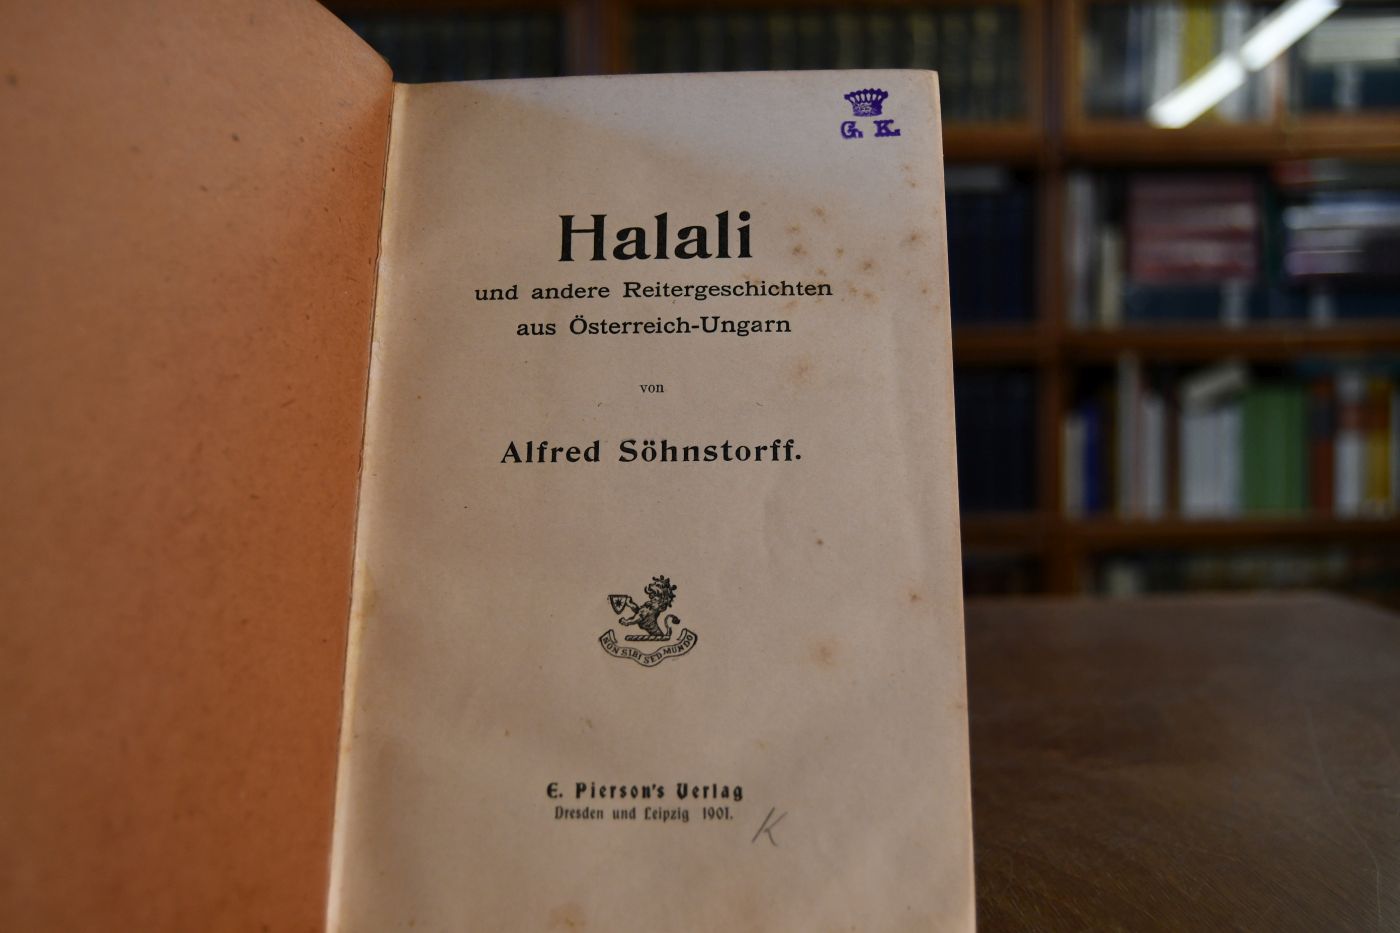 G. K.
Halali
und andere Reitergeschichten
aus Österreich-Ungarn
von
Alfred Söhnstorff.
NON SIBI SED MUNDO
E. Pierson's Verlag
Dresden und Leipzig 1901.
K